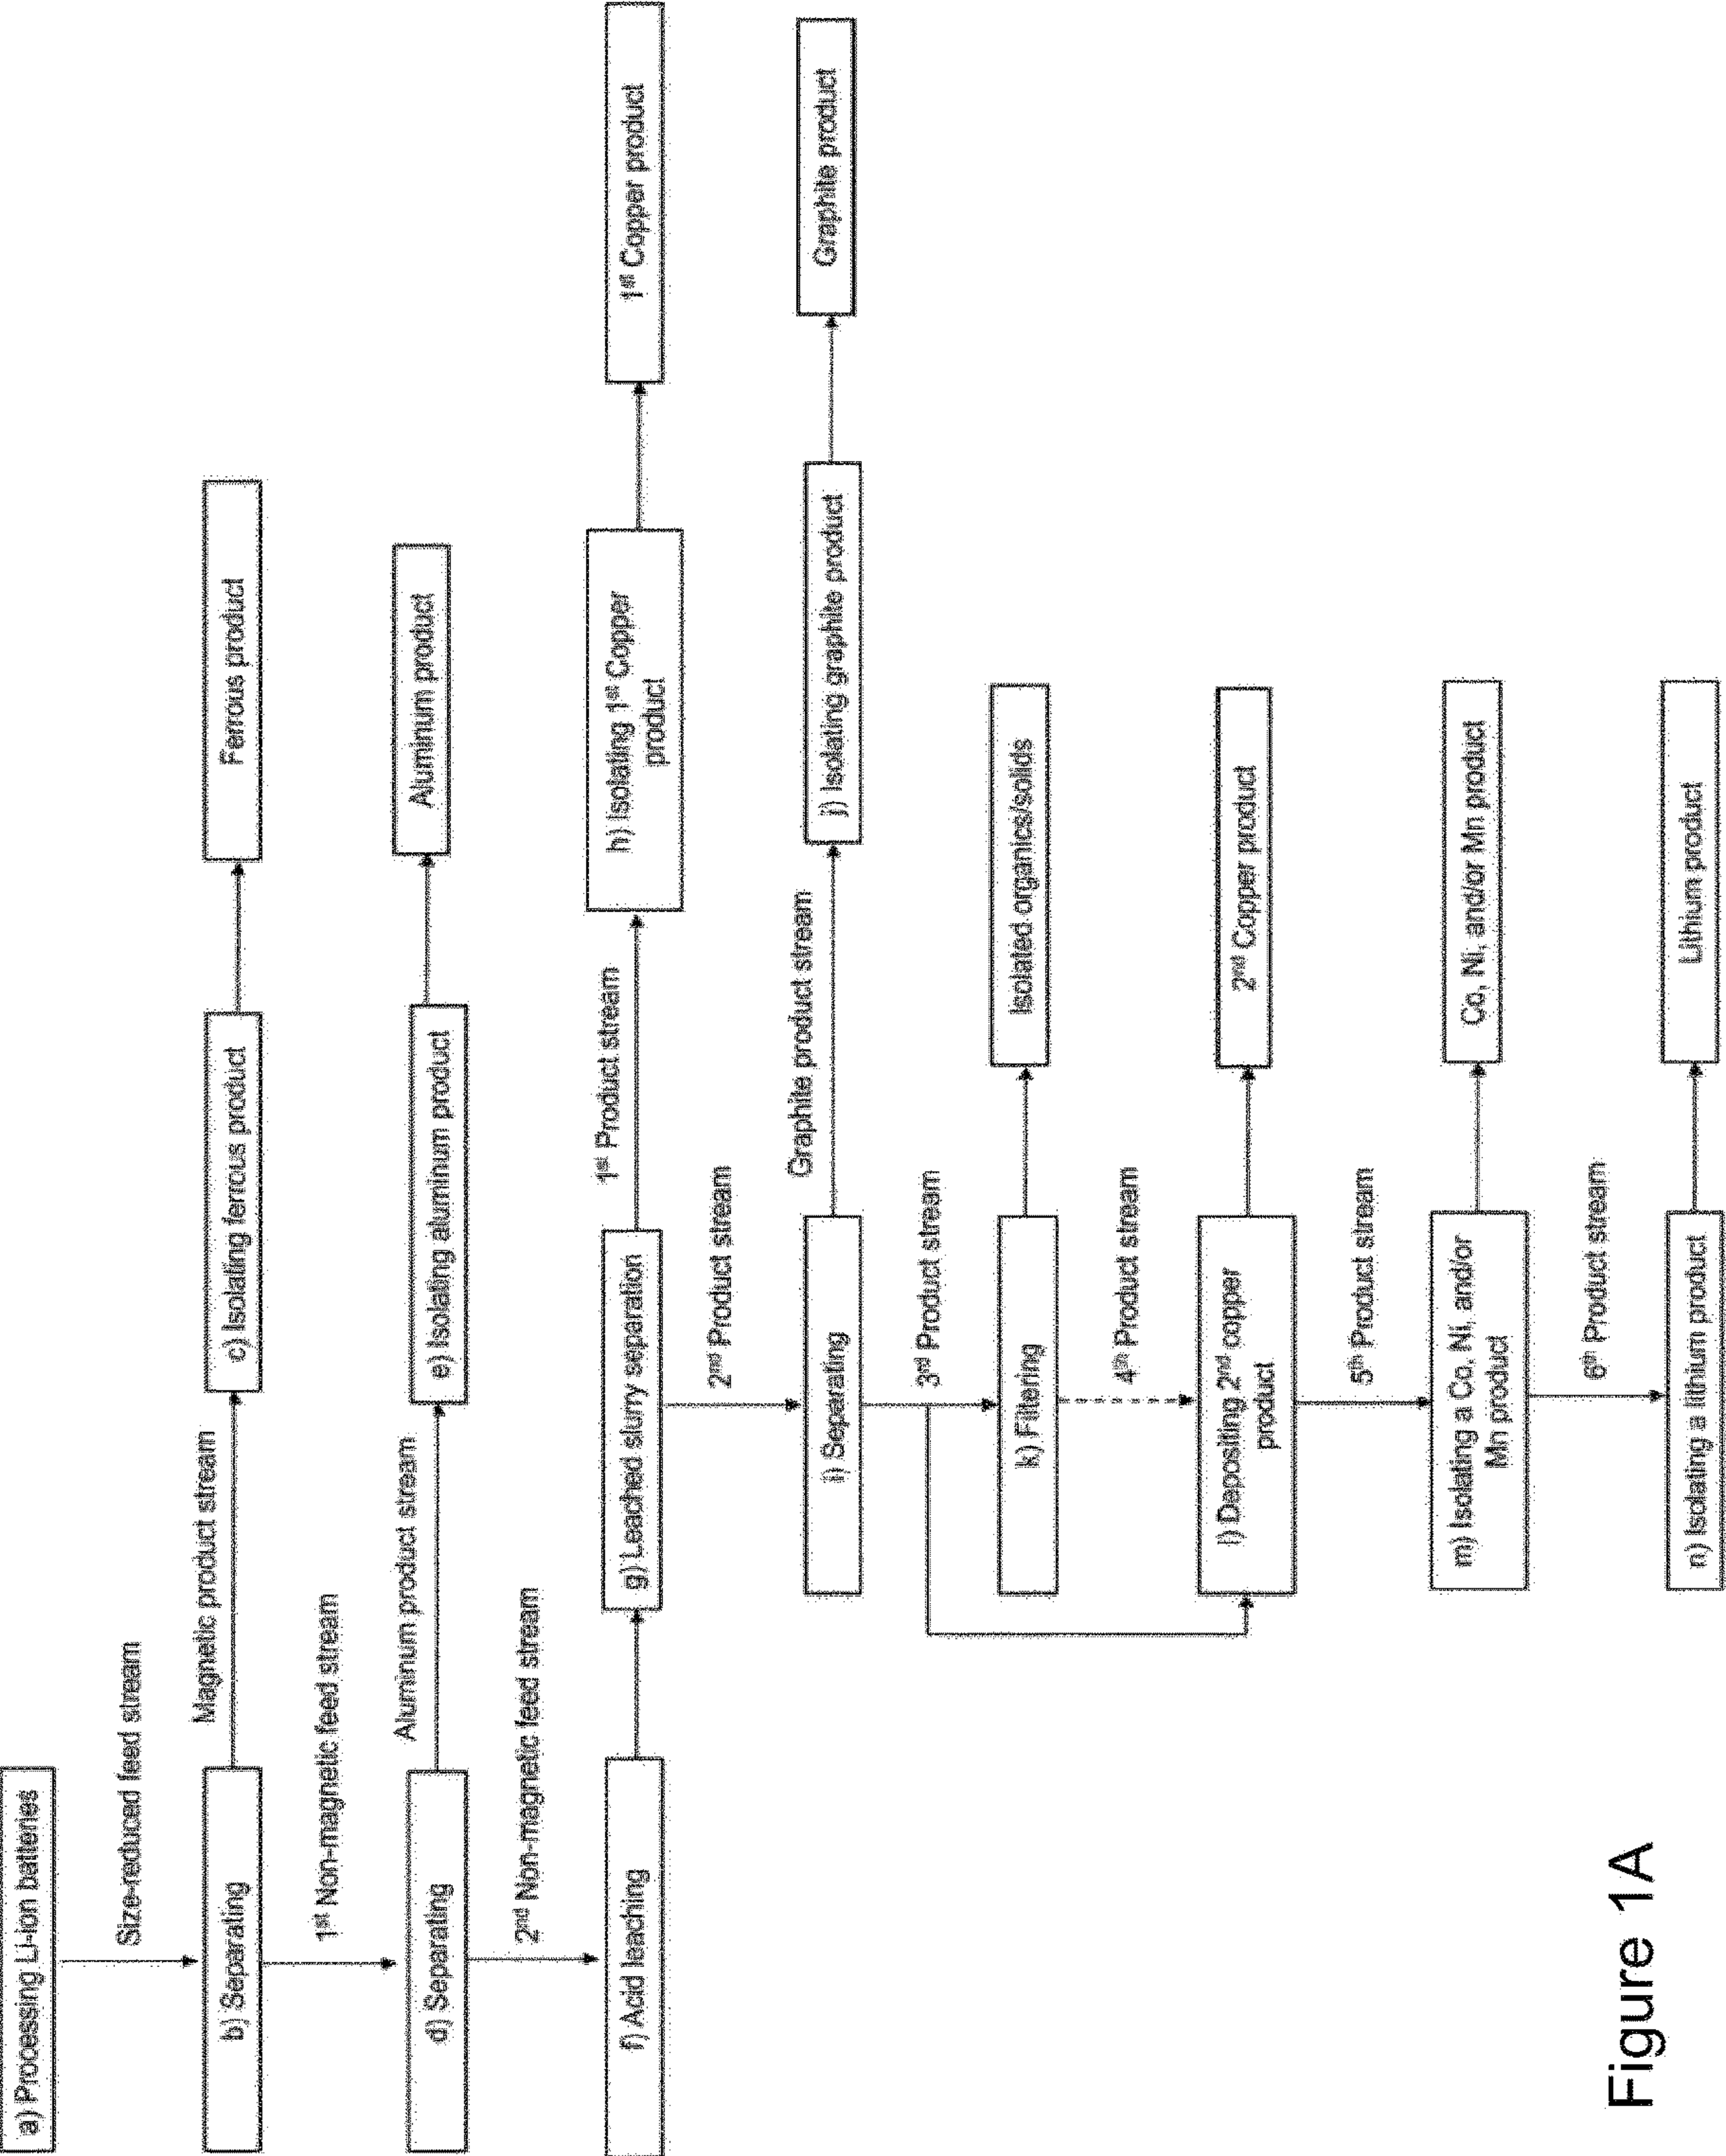 a) Processing Li-ion batteries
Size-reduced feed stream
b) Separating
Magnetic product stream
c) Isolating ferrous product
Ferrous product
1st Non-magnetic feed stream
d) Separating
Aluminum product stream
e) Isolating aluminum product
Aluminum product
2nd Non-magnetic feed stream
f) Acid leaching
g) Leached slurry separation
1st Product stream
h) Isolating 1st Copper
product
1st Copper product
2nd Product stream
i) Separating
Graphite product stream
j) Isolating graphite product
Graphite product
3rd Product stream
k) Filtering
Isolated organics/solids
4th Product stream
l) Depositing 2nd copper
product
2nd Copper product
5th Product stream
m) Isolating a Co, Ni, and/or
Mn product
Co, Ni, and/or Mn product
6th Product stream
n) Isolating a lithium product
Lithium product
Figure 1A